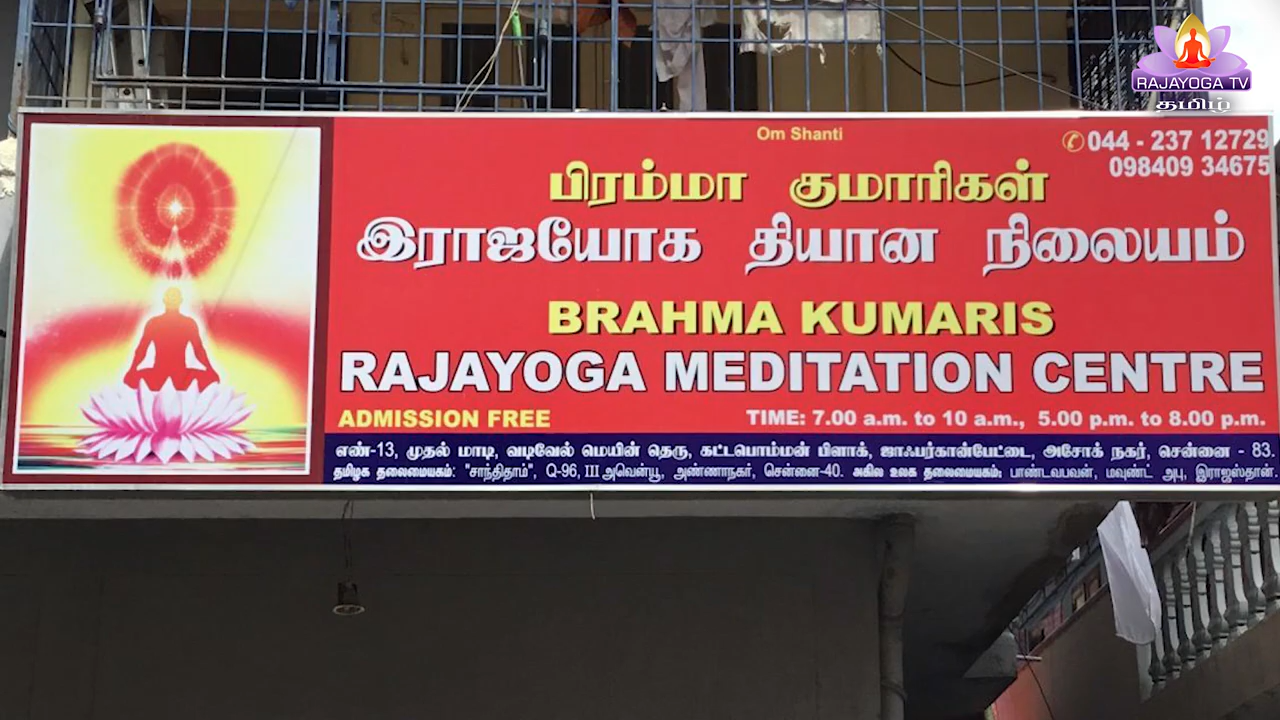 RAJAYOGA TV
தமிழ்
Om Shanti
✆044 - 237 12729
098409 34675
பிரம்மா குமாரிகள்
இராஜயோக தியான நிலையம்
BRAHMA KUMARIS
RAJAYOGA MEDITATION CENTRE
ADMISSION FREE
TIME: 7.00 a.m. to 10 a.m., 5.00 p.m. to 8.00 p.m.
எண்-13, முதல் மாடி, வடிவேல் மெயின் தெரு, கட்டபொம்மன் பிளாக், ஜாஃபர்கான்பேட்டை, அசோக் நகர், சென்னை - 83.
தமிழக தலைமையகம்: "சாந்திதாம்", Q-96, III அவென்யூ, அண்ணாநகர், சென்னை-40. அகில உலக தலைமையகம்: பாண்டவபவன், மவுண்ட் அபு, இராஜஸ்தான்